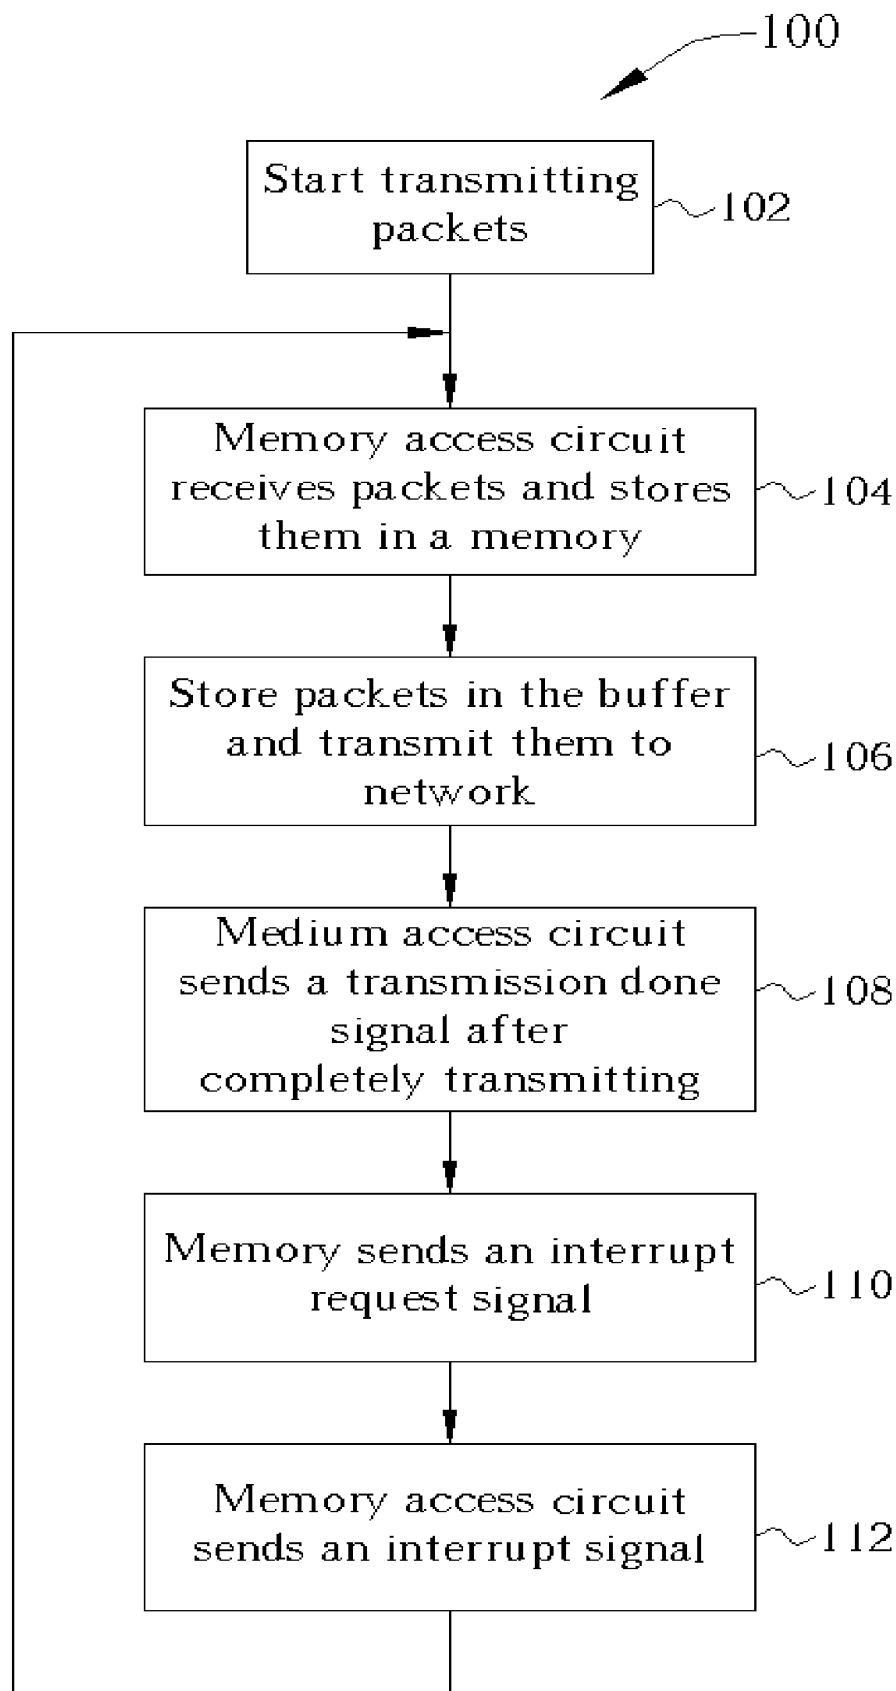 100
Start transmitting
packets
102
Memory access circuit
receives packets and stores
them in a memory
104
Store packets in the buffer
and transmit them to
network
106
Medium access circuit
sends a transmission done
signal after
completely transmitting
108
Memory sends an interrupt
request signal
110
Memory access circuit
sends an interrupt signal
112